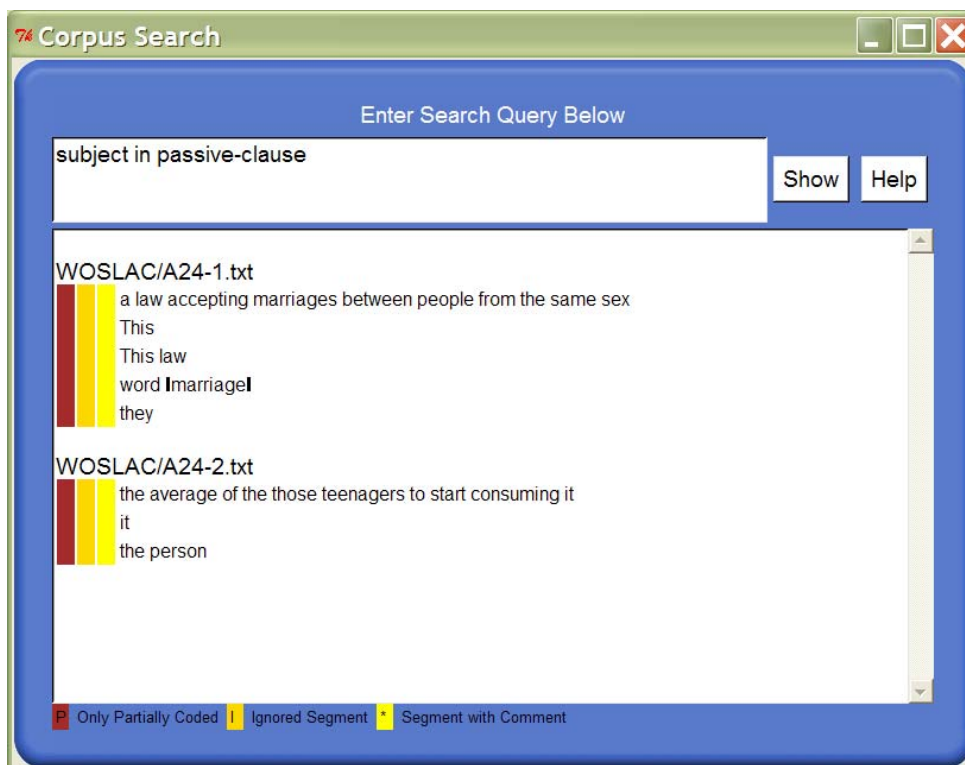 Corpus Search
Enter Search Query Below
subject in passive-clause
Show Help
WOSLAC/A24-1.txt
a law accepting marriages between people from the same sex
This
This law
word ImarriageI
they
WOSLAC/A24-2.txt
the average of the those teenagers to start consuming it
it
the person
P Only Partially Coded I Ignored Segment * Segment with Comment